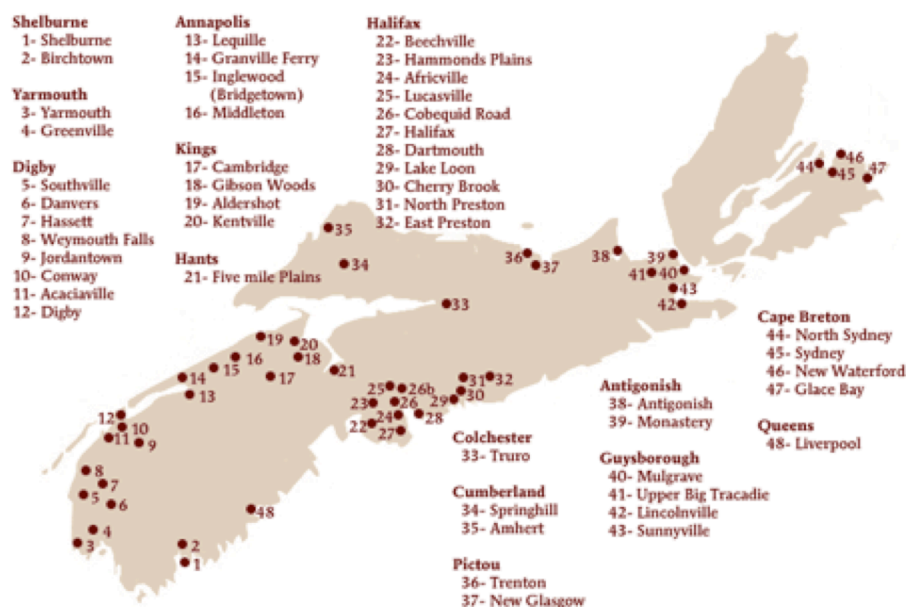 Shelburne
1- Shelburne
2- Birchtown
Yarmouth
3- Yarmouth
4- Greenville
Digby
5- Southville
6- Danvers
7- Hassett
8- Weymouth Falls
9- Jordantown
10- Conway
11- Acaciaville
12- Digby
Annapolis
13- Lequille
14- Granville Ferry
15- Inglewood
(Bridgetown)
16- Middleton
Kings
17- Cambridge
18- Gibson Woods
19- Aldershot
20- Kentville
Hants
21- Five mile Plains
Halifax
22- Beechville
23- Hammonds Plains
24- Africville
25- Lucasville
26- Cobequid Road
27- Halifax
28- Dartmouth
29- Lake Loon
30- Cherry Brook
31- North Preston
32- East Preston
Colchester
33- Truro
Cumberland
34- Springhill
35- Amhert
Pictou
36- Trenton
37- New Glasgow
Antigonish
38- Antigonish
39- Monastery
Guysborough
40- Mulgrave
41- Upper Big Tracadie
42- Lincolnville
43- Sunnyville
Cape Breton
44- North Sydney
45- Sydney
46- New Waterford
47- Glace Bay
Queens
48- Liverpool
46
44
45
47
35
34
36
37
38
39
41
40
43
42
33
19
20
16
18
15
21
14
17
13
25
26b
31
32
23
26
29
30
24
28
22
27
12
10
11
9
8
7
5
6
48
4
3
2
1